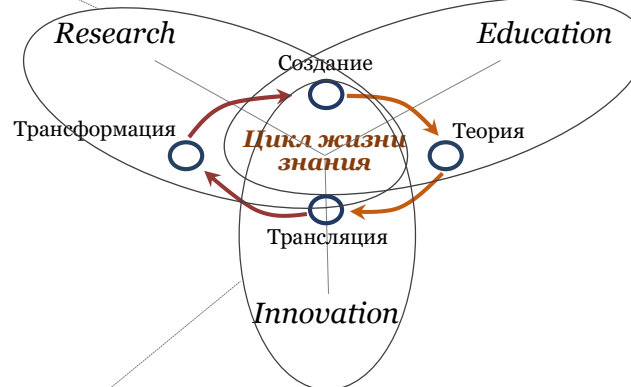 Research
Education
Создание
Трансформация
Теория
Цикл жизни
знания
Трансляция
Innovation